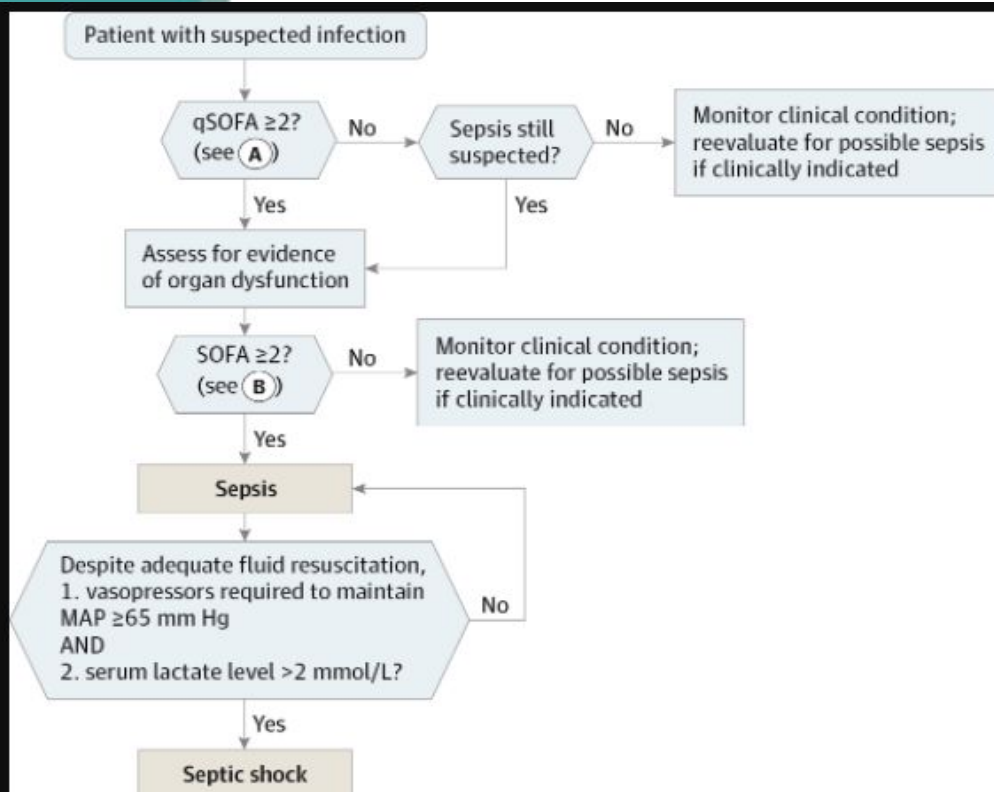 Patient with suspected infection
qSOFA ≥2?
(see A)
No
Sepsis still
suspected?
No
Monitor clinical condition;
reevaluate for possible sepsis
if clinically indicated
Yes
Yes
Assess for evidence
of organ dysfunction
SOFA ≥2?
(see B)
No
Monitor clinical condition;
reevaluate for possible sepsis
if clinically indicated
Yes
Sepsis
Despite adequate fluid resuscitation,
1. vasopressors required to maintain
MAP ≥65 mm Hg
AND
2. serum lactate level >2 mmol/L?
No
Yes
Septic shock